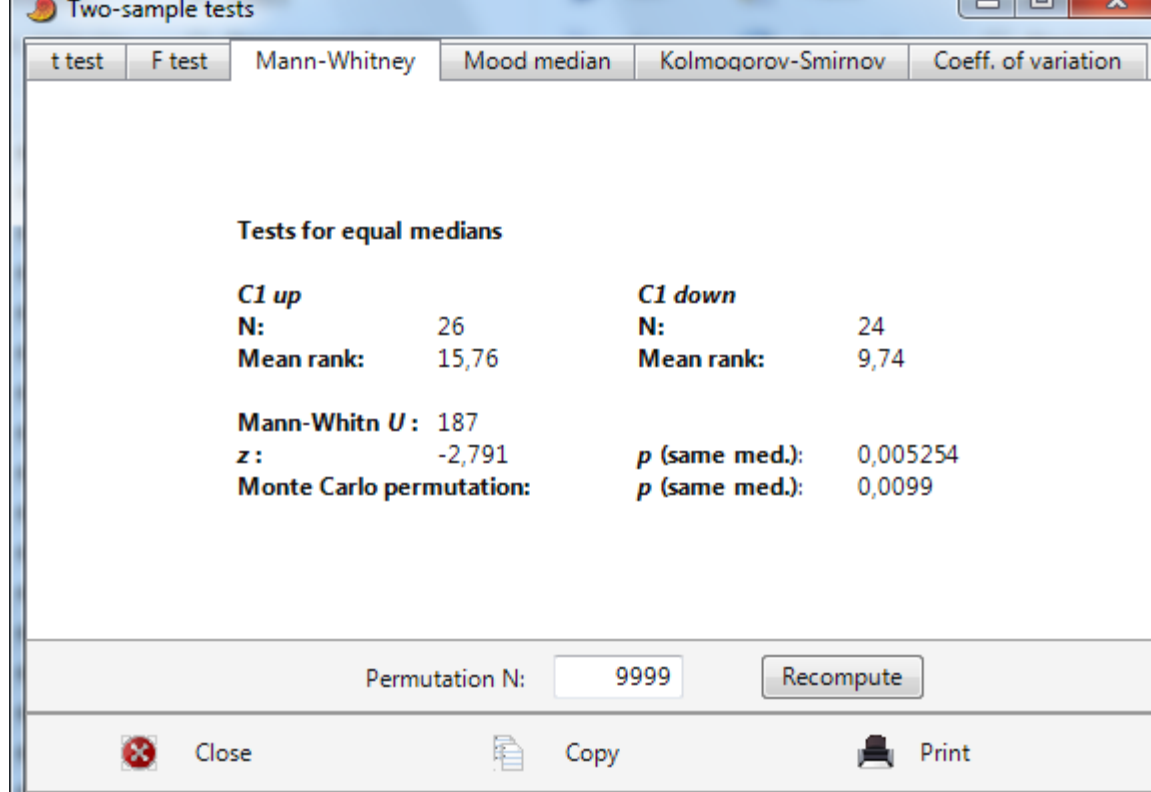 Two-sample tests
t test F test Mann-Whitney Mood median Kolmogorov-Smirnov Coeff. of variation
Tests for equal medians
C1 up C1 down
N: 26 N: 24
Mean rank: 15,76 Mean rank: 9,74
Mann-Whitn U : 187
z : -2,791 p (same med.): 0,005254
Monte Carlo permutation: p (same med.): 0,0099
Permutation N: 9999 Recompute
Close Copy Print